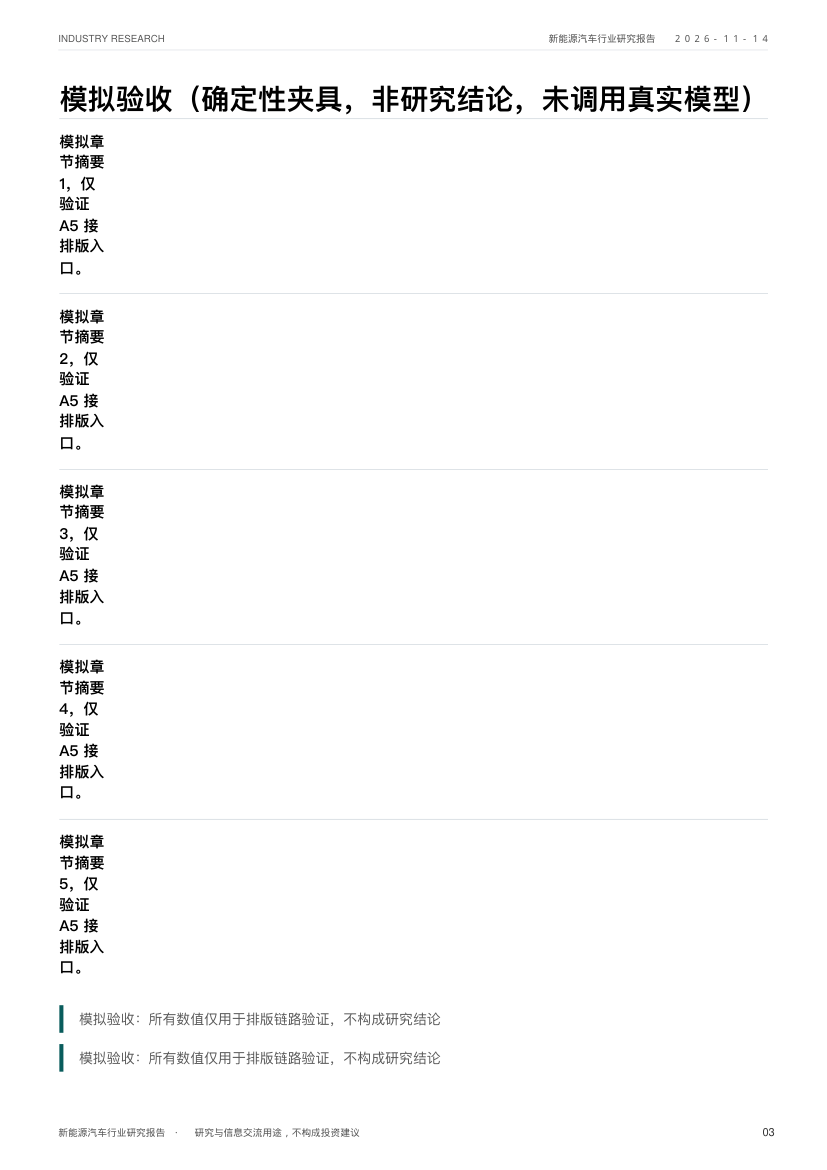 INDUSTRY RESEARCH
新能源汽车行业研究报告 2026-11-14
模拟验收（确定性夹具，非研究结论，未调用真实模型）
模拟章
节摘要
1，仅
验证
A5 接
排版入
口。
模拟章
节摘要
2，仅
验证
A5 接
排版入
口。
模拟章
节摘要
3，仅
验证
A5 接
排版入
口。
模拟章
节摘要
4，仅
验证
A5 接
排版入
口。
模拟章
节摘要
5，仅
验证
A5 接
排版入
口。
模拟验收：所有数值仅用于排版链路验证，不构成研究结论
模拟验收：所有数值仅用于排版链路验证，不构成研究结论
新能源汽车行业研究报告 · 研究与信息交流用途，不构成投资建议
03